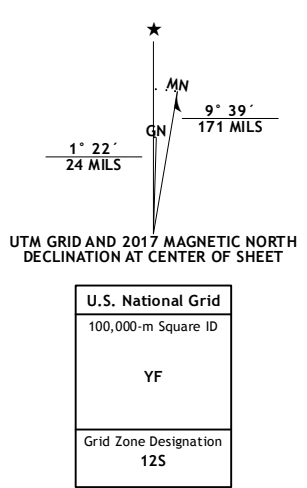 ★
MN
GN
9° 39´
171 MILS
1° 22´
24 MILS
UTM GRID AND 2017 MAGNETIC NORTH
DECLINATION AT CENTER OF SHEET
U.S. National Grid
100,000-m Square ID
YF
Grid Zone Designation
12S